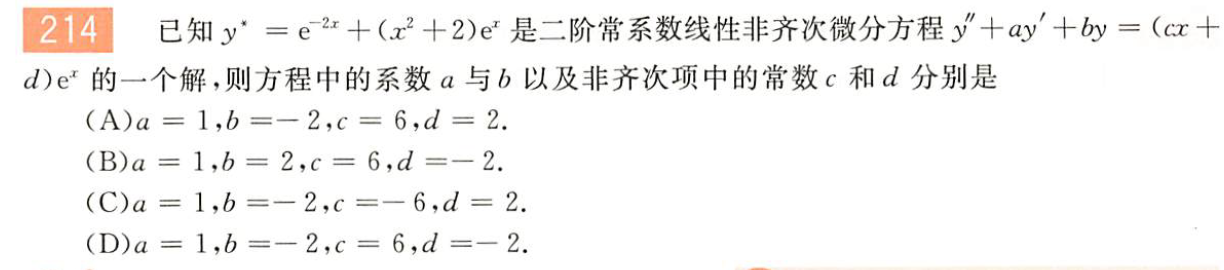 214 已知 y* = e⁻²ˣ + (x² + 2)eˣ 是二阶常系数线性非齐次微分方程 y″ + ay′ + by = (cx +
d)eˣ 的一个解,则方程中的系数 a 与 b 以及非齐次项中的常数 c 和 d 分别是
(A)a = 1,b =− 2,c = 6,d = 2.
(B)a = 1,b = 2,c = 6,d =− 2.
(C)a = 1,b =− 2,c =− 6,d = 2.
(D)a = 1,b =− 2,c = 6,d =− 2.